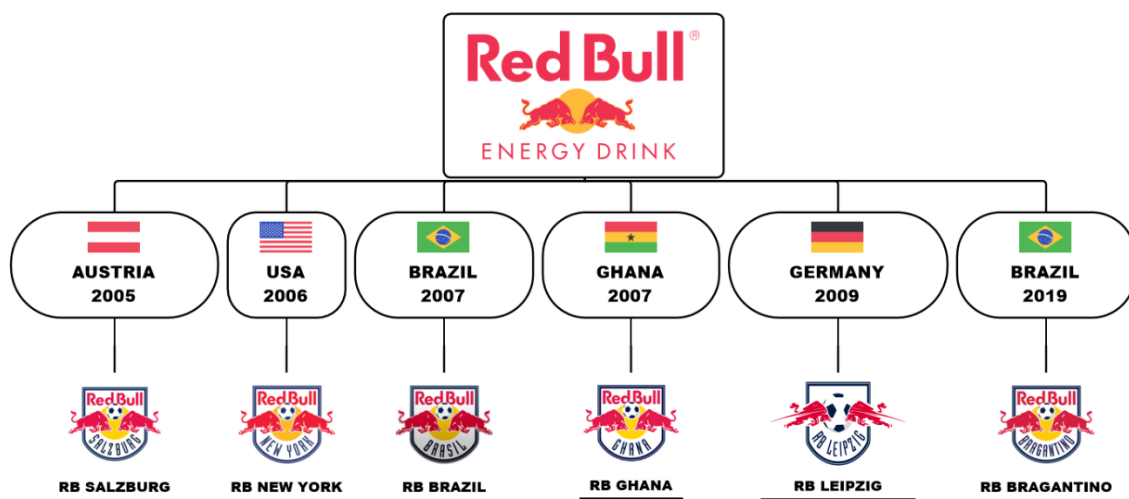 Red Bull®
ENERGY DRINK
AUSTRIA
2005
USA
2006
BRAZIL
2007
GHANA
2007
GERMANY
2009
BRAZIL
2019
Red Bull
SALZBURG
Red Bull
NEW YORK
Red Bull
BRASIL
Red Bull
GHANA
RB LEIPZIG
Red Bull
BRAGANTINO
RB SALZBURG
RB NEW YORK
RB BRAZIL
RB GHANA
RB LEIPZIG
RB BRAGANTINO